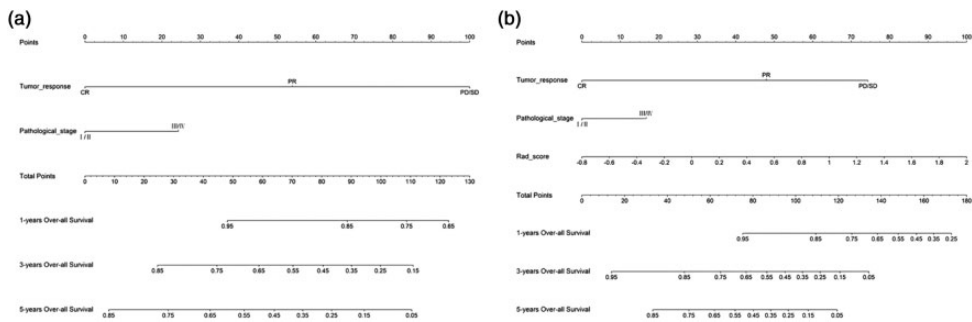 (a)
Points 0 10 20 30 40 50 60 70 80 90 100
Tumor_response CR PR PD/SD
Pathological_stage I / II III/IV
Total Points 0 10 20 30 40 50 60 70 80 90 100 110 120 130
1-years Over-all Survival 0.95 0.85 0.75 0.65
3-years Over-all Survival 0.85 0.75 0.65 0.55 0.45 0.35 0.25 0.15
5-years Over-all Survival 0.85 0.75 0.65 0.55 0.45 0.35 0.25 0.15 0.05
(b)
Points 0 10 20 30 40 50 60 70 80 90 100
Tumor_response CR PR PD/SD
Pathological_stage I / II III/IV
Rad_score -0.8 -0.6 -0.4 -0.2 0 0.2 0.4 0.6 0.8 1 1.2 1.4 1.6 1.8 2
Total Points 0 20 40 60 80 100 120 140 160 180
1-years Over-all Survival 0.95 0.85 0.75 0.65 0.55 0.45 0.35 0.25
3-years Over-all Survival 0.95 0.85 0.75 0.65 0.55 0.45 0.35 0.25 0.15 0.05
5-years Over-all Survival 0.85 0.75 0.65 0.55 0.45 0.35 0.25 0.15 0.05